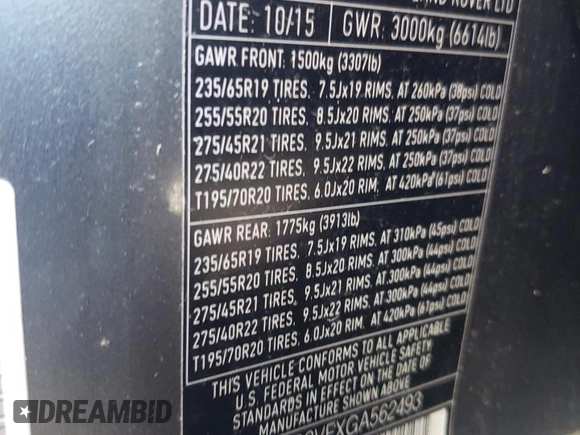 LAND ROVER LTD
DATE: 10/15 GWR: 3000kg (6614lb)
GAWR FRONT: 1500kg (3307lb)
235/65R19 TIRES, 7.5Jx19 RIMS, AT 260kPa (38psi) COLD
255/55R20 TIRES, 8.5Jx20 RIMS, AT 250kPa (37psi) COLD
275/45R21 TIRES, 9.5Jx21 RIMS, AT 250kPa (37psi) COLD
275/40R22 TIRES, 9.5Jx22 RIMS, AT 250kPa (37psi) COLD
T195/70R20 TIRES, 6.0Jx20 RIM, AT 420kPa (61psi) COLD
GAWR REAR: 1775kg (3913lb)
235/65R19 TIRES, 7.5Jx19 RIMS, AT 310kPa (45psi) COLD
255/55R20 TIRES, 8.5Jx20 RIMS, AT 300kPa (44psi) COLD
275/45R21 TIRES, 9.5Jx21 RIMS, AT 300kPa (44psi) COLD
275/40R22 TIRES, 9.5Jx22 RIMS, AT 300kPa (44psi) COLD
T195/70R20 TIRES, 6.0Jx20 RIM, AT 420kPa (61psi) COLD
THIS VEHICLE CONFORMS TO ALL APPLICABLE
U.S. FEDERAL MOTOR VEHICLE SAFETY
STANDARDS IN EFFECT ON THE DATE OF
MANUFACTURE SHOWN ABOVE
VFXGA562493
DREAMBID